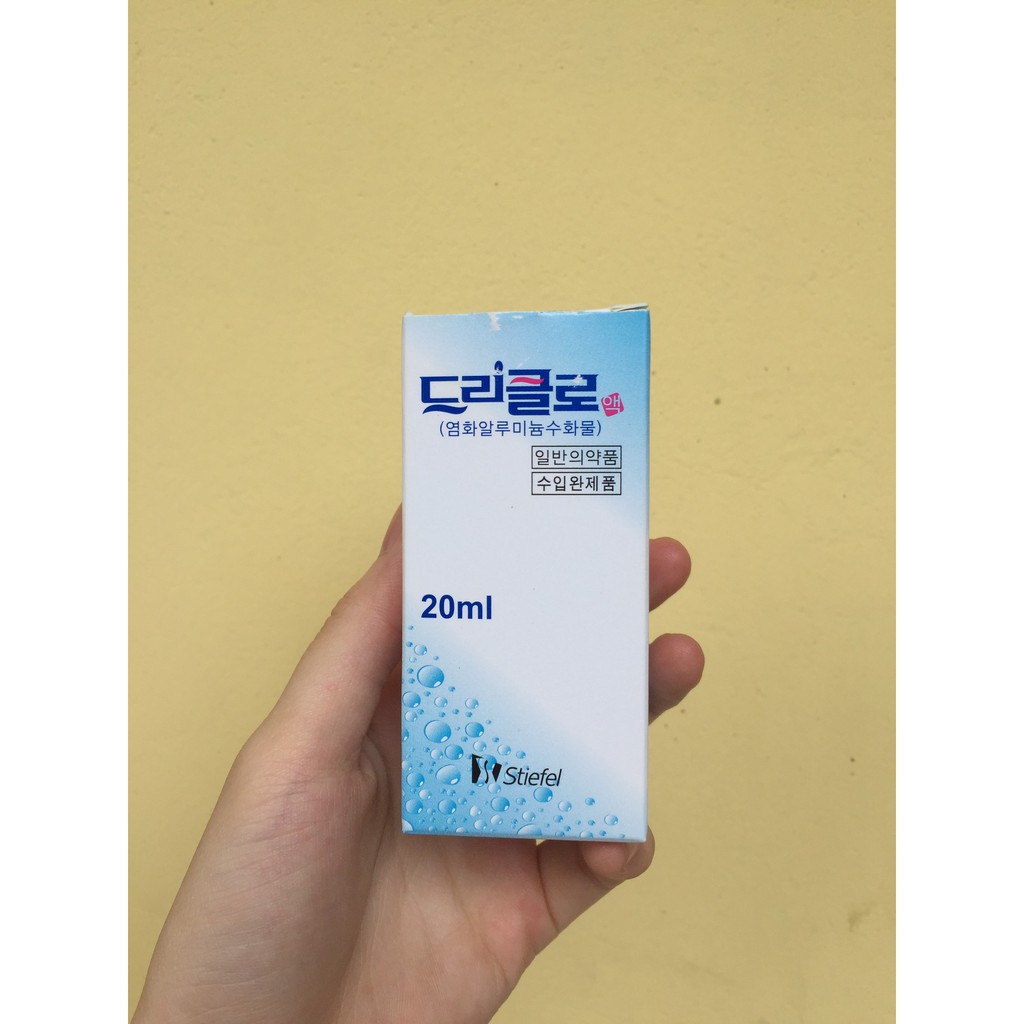 드리클로액
(염화알루미늄수화물)
일반의약품
수입완제품
20ml
Stiefel